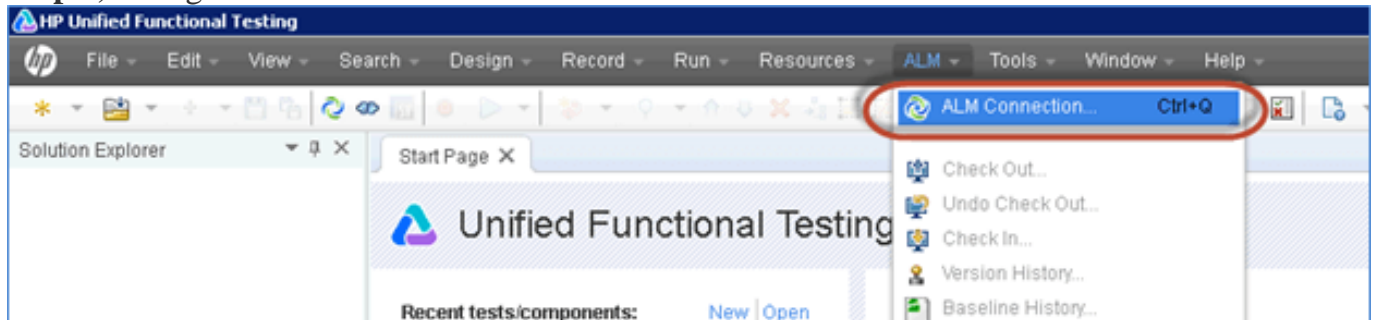 HP Unified Functional Testing
hp File Edit View Search Design Record Run Resources ALM Tools Window Help
ALM Connection... Ctrl+Q
Solution Explorer
Start Page
Check Out...
Undo Check Out...
Unified Functional Testing
Check In...
Version History...
Recent tests/components: New Open
Baseline History...